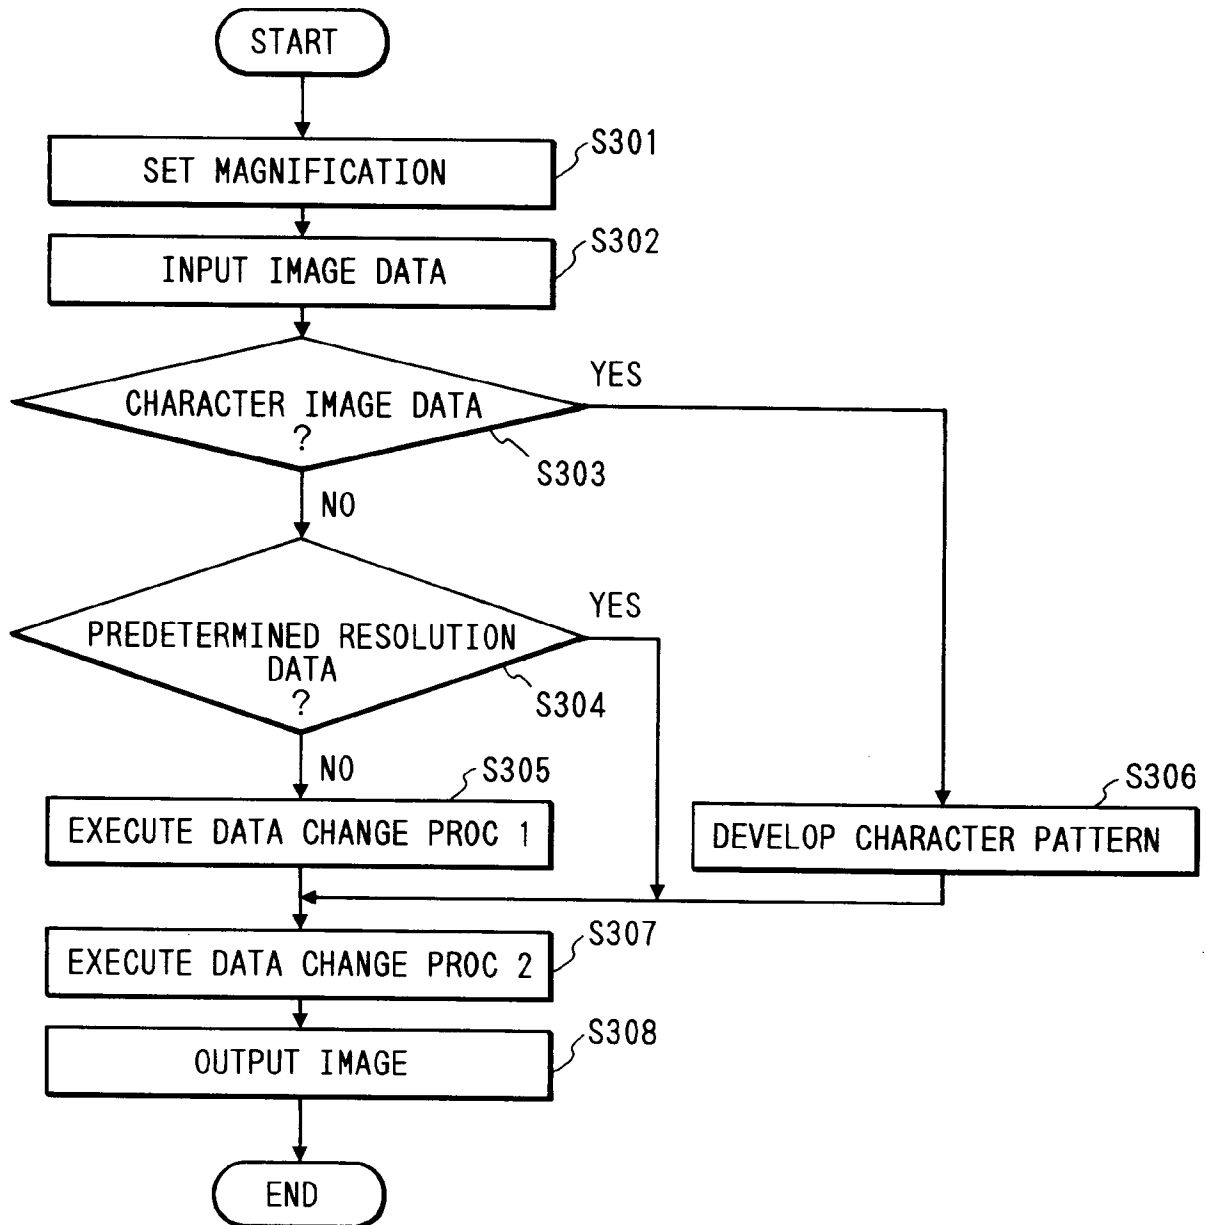 START
SET MAGNIFICATION
S301
INPUT IMAGE DATA
S302
CHARACTER IMAGE DATA
?
YES
S303
NO
PREDETERMINED RESOLUTION
DATA
?
YES
S304
NO
S305
EXECUTE DATA CHANGE PROC 1
S306
DEVELOP CHARACTER PATTERN
S307
EXECUTE DATA CHANGE PROC 2
S308
OUTPUT IMAGE
END